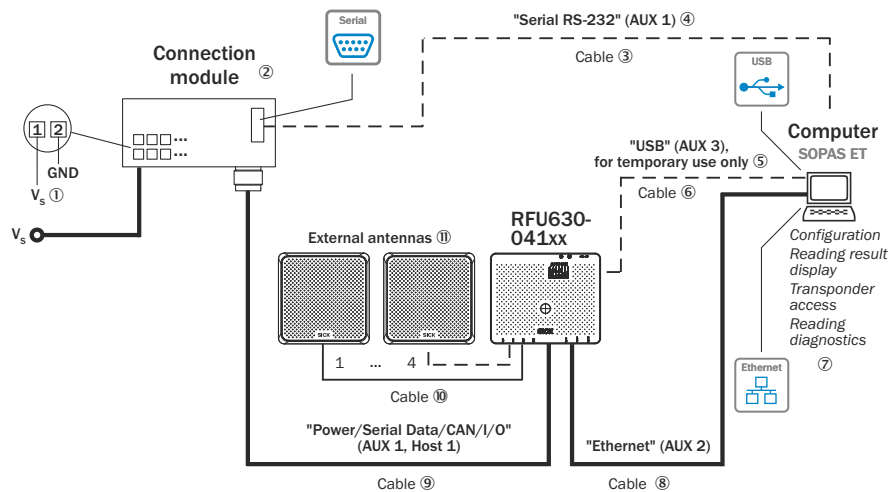 Serial
"Serial RS-232" (AUX 1) ④
Cable ③
Connection
module ②
USB
1 2
GND
Vs ①
Vs
Computer
SOPAS ET
"USB" (AUX 3),
for temporary use only ⑤
Cable ⑥
RFU630-
041xx
External antennas ⑪
SICK
SICK
SICK
Configuration
Reading result
display
Transponder
access
Reading
diagnostics
⑦
Ethernet
1 ... 4
Cable ⑩
"Power/Serial Data/CAN/I/O"
(AUX 1, Host 1)
"Ethernet" (AUX 2)
Cable ⑨
Cable ⑧